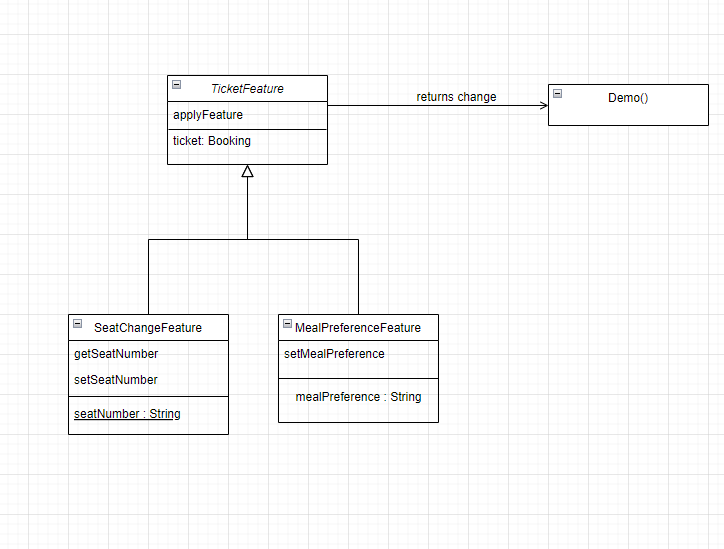 TicketFeature
applyFeature
ticket: Booking
returns change
Demo()
SeatChangeFeature
getSeatNumber
setSeatNumber
seatNumber : String
MealPreferenceFeature
setMealPreference
mealPreference : String